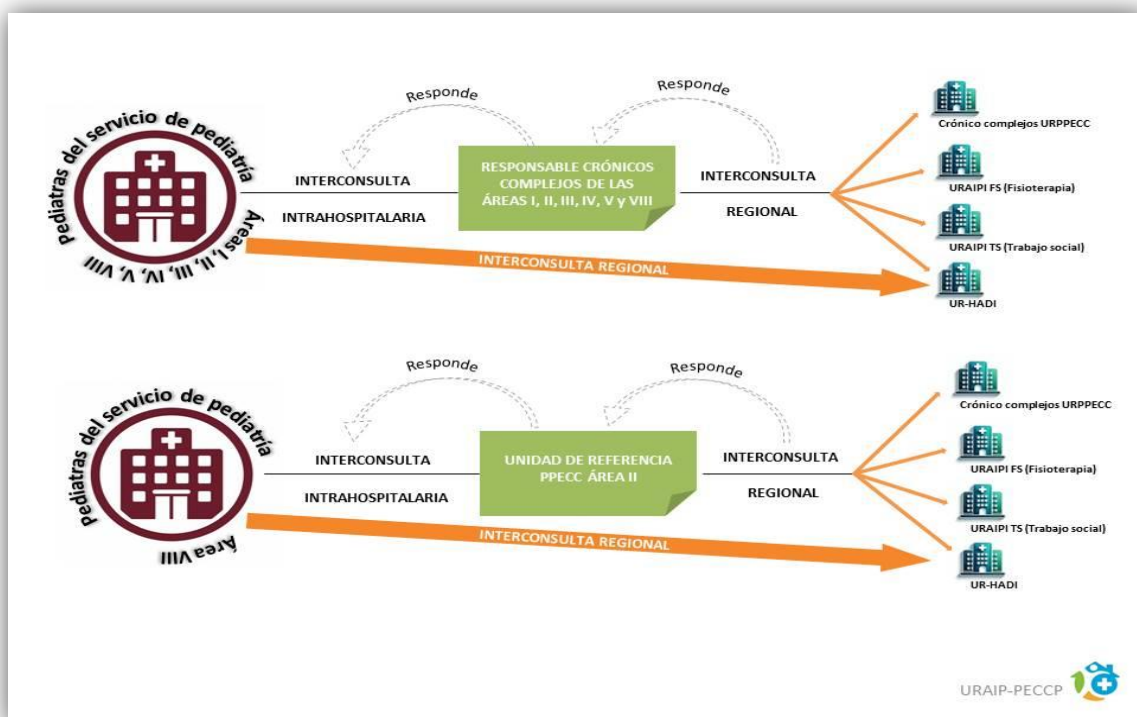 Pediatras del servicio de pediatría
Áreas I, II, III, IV, V, VIII
INTERCONSULTA
INTRAHOSPITALARIA
Responde
RESPONSABLE CRÓNICOS
COMPLEJOS DE LAS
ÁREAS I, II, III, IV, V y VIII
Responde
INTERCONSULTA
REGIONAL
INTERCONSULTA REGIONAL
Crónico complejos URPPECC
URAIPI FS (Fisioterapia)
URAIPI TS (Trabajo social)
UR-HADI
Pediatras del servicio de pediatría
Área VIII
INTERCONSULTA
INTRAHOSPITALARIA
Responde
UNIDAD DE REFERENCIA
PPECC ÁREA II
Responde
INTERCONSULTA
REGIONAL
INTERCONSULTA REGIONAL
Crónico complejos URPPECC
URAIPI FS (Fisioterapia)
URAIPI TS (Trabajo social)
UR-HADI
URAIP-PECCP